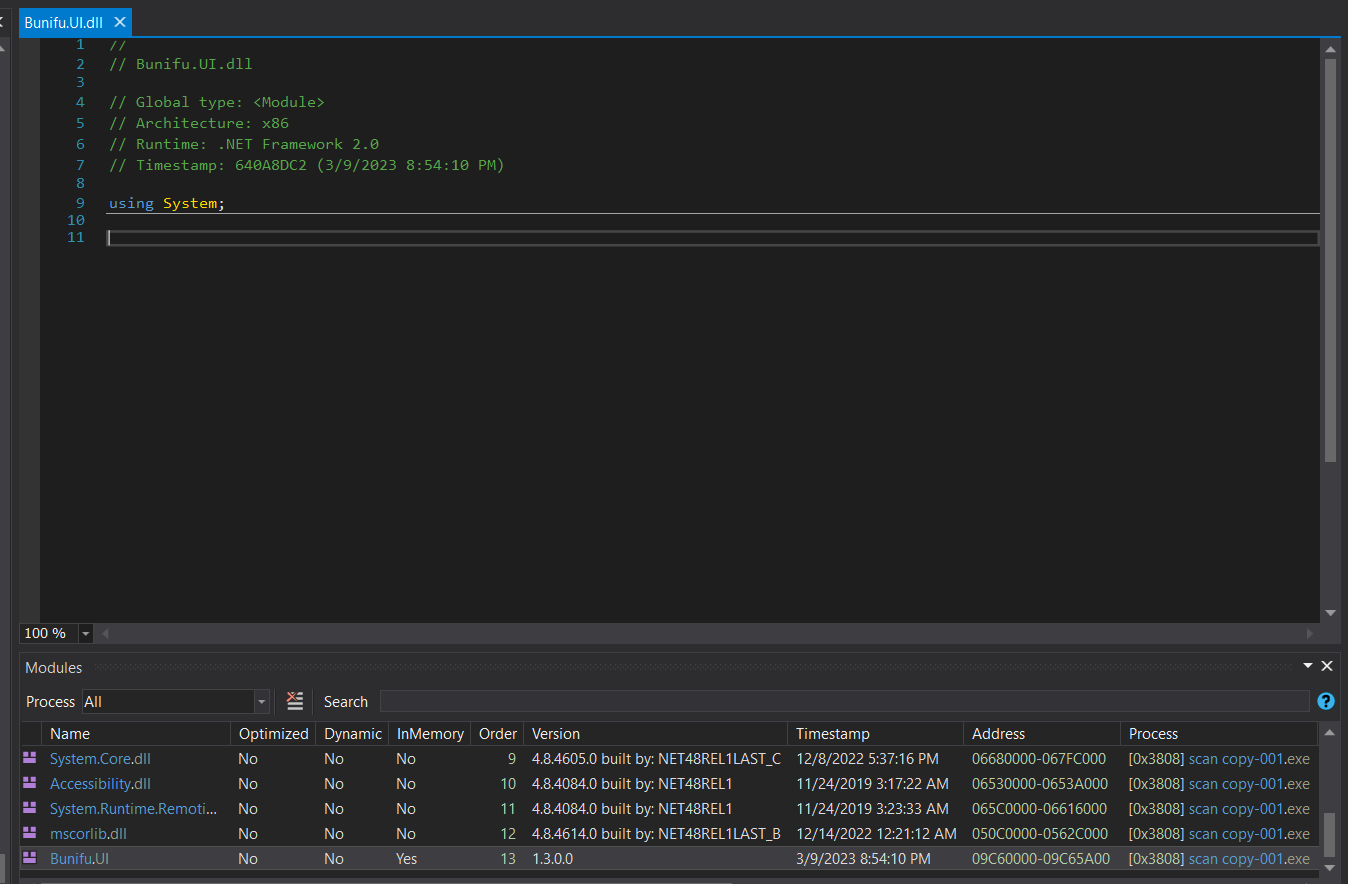 Bunifu.UI.dll
1 //
2 // Bunifu.UI.dll
3
4 // Global type: <Module>
5 // Architecture: x86
6 // Runtime: .NET Framework 2.0
7 // Timestamp: 640A8DC2 (3/9/2023 8:54:10 PM)
8
9 using System;
10
11
100 %
Modules
Process All Search
Name Optimized Dynamic InMemory Order Version Timestamp Address Process
System.Core.dll No No No 9 4.8.4605.0 built by: NET48REL1LAST_C 12/8/2022 5:37:16 PM 06680000-067FC000 [0x3808] scan copy-001.exe
Accessibility.dll No No No 10 4.8.4084.0 built by: NET48REL1 11/24/2019 3:17:22 AM 06530000-0653A000 [0x3808] scan copy-001.exe
System.Runtime.Remoti... No No No 11 4.8.4084.0 built by: NET48REL1 11/24/2019 3:23:33 AM 065C0000-06616000 [0x3808] scan copy-001.exe
mscorlib.dll No No No 12 4.8.4614.0 built by: NET48REL1LAST_B 12/14/2022 12:21:12 AM 050C0000-0562C000 [0x3808] scan copy-001.exe
Bunifu.UI No No Yes 13 1.3.0.0 3/9/2023 8:54:10 PM 09C60000-09C65A00 [0x3808] scan copy-001.exe